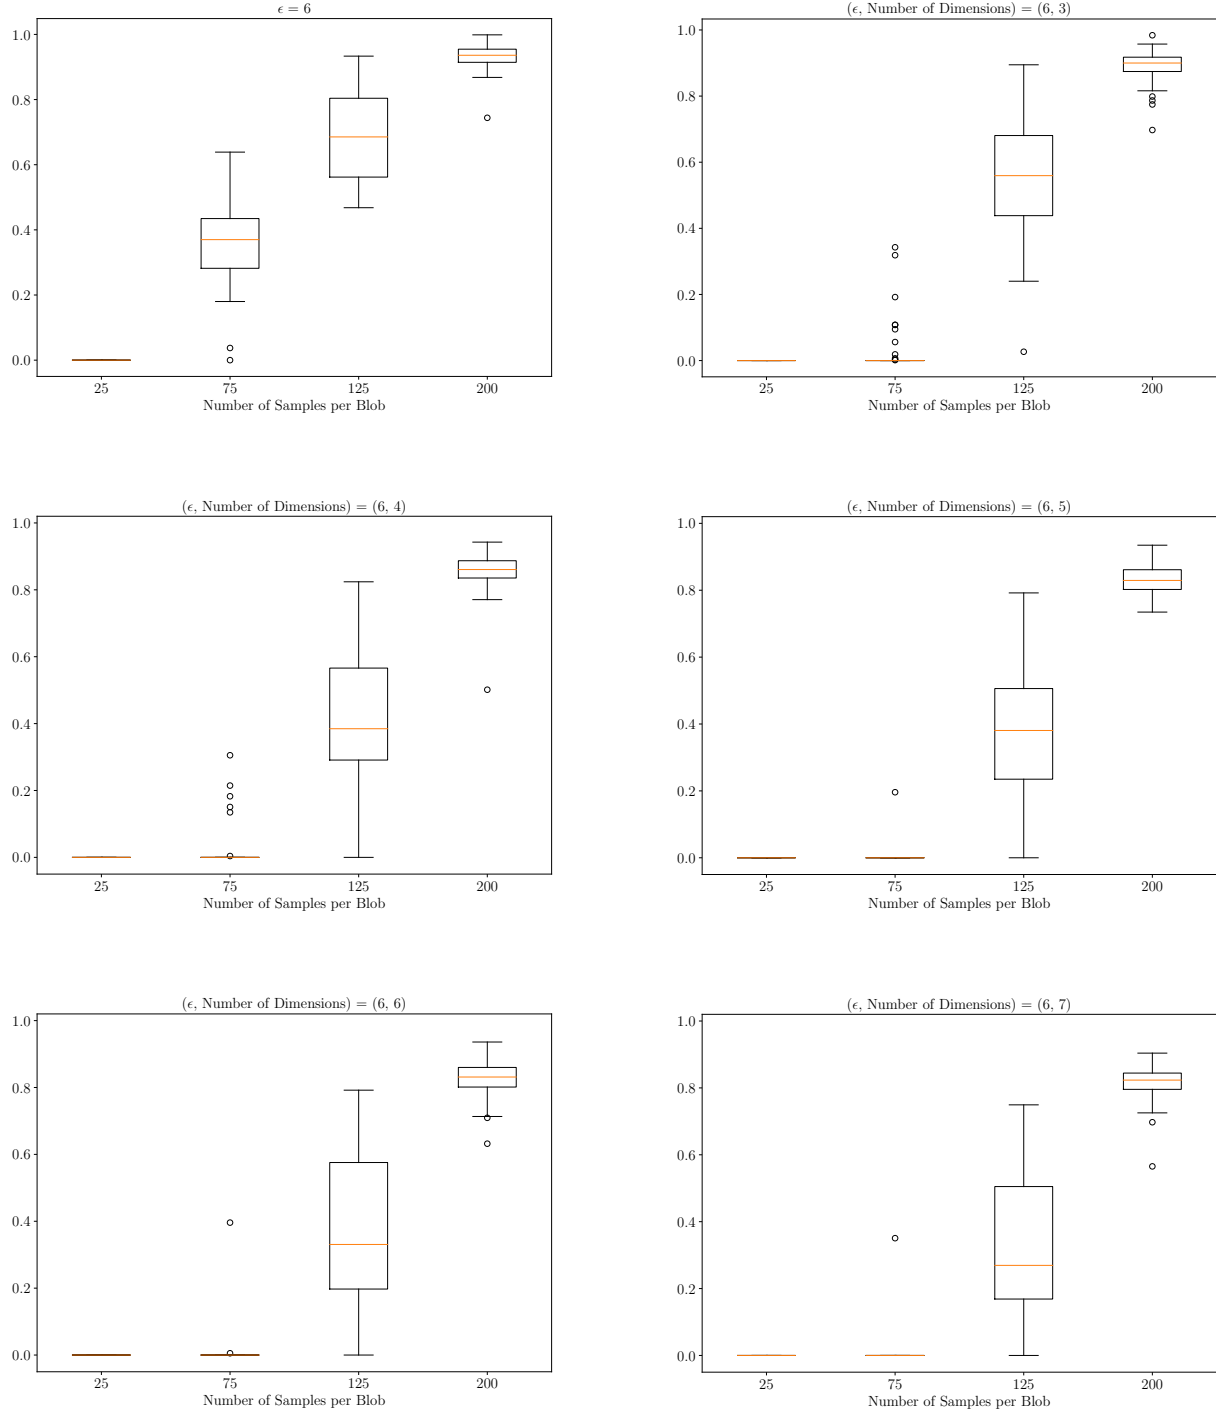 ϵ = 6
1.0
0.8
0.6
0.4
0.2
0.0
25 75 125 200
Number of Samples per Blob
(ϵ, Number of Dimensions) = (6, 3)
1.0
0.8
0.6
0.4
0.2
0.0
25 75 125 200
Number of Samples per Blob
(ϵ, Number of Dimensions) = (6, 4)
1.0
0.8
0.6
0.4
0.2
0.0
25 75 125 200
Number of Samples per Blob
(ϵ, Number of Dimensions) = (6, 5)
1.0
0.8
0.6
0.4
0.2
0.0
25 75 125 200
Number of Samples per Blob
(ϵ, Number of Dimensions) = (6, 6)
1.0
0.8
0.6
0.4
0.2
0.0
25 75 125 200
Number of Samples per Blob
(ϵ, Number of Dimensions) = (6, 7)
1.0
0.8
0.6
0.4
0.2
0.0
25 75 125 200
Number of Samples per Blob